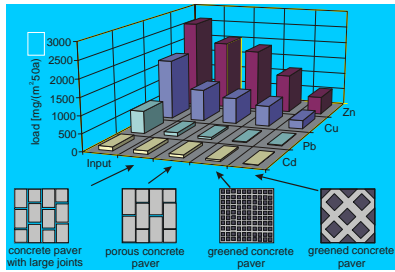 load [mg/(m²50a)
3000
2500
2000
1500
1000
500
0
Input
Zn
Cu
Pb
Cd
concrete paver
with large joints
porous concrete
paver
greened concrete
paver
greened concrete
paver